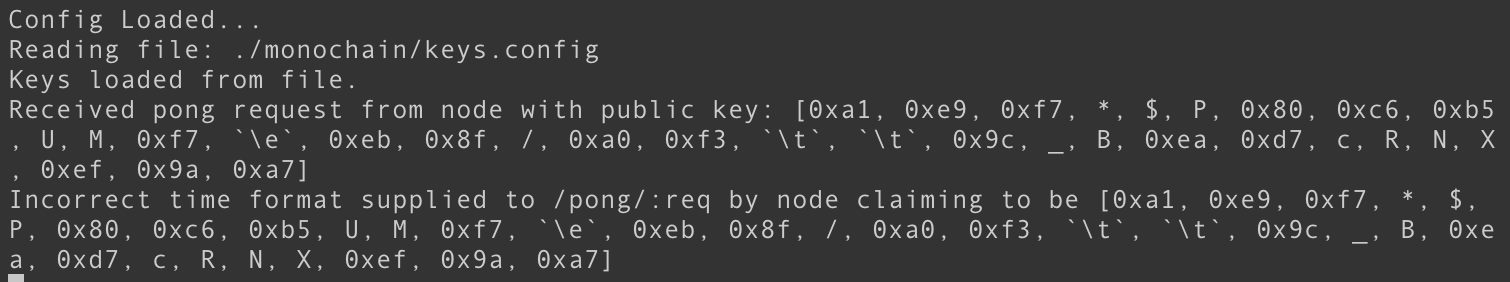 Config Loaded...
Reading file: ./monochain/keys.config
Keys loaded from file.
Received pong request from node with public key: [0xa1, 0xe9, 0xf7, *, $, P, 0x80, 0xc6, 0xb5
, U, M, 0xf7, `\e`, 0xeb, 0x8f, /, 0xa0, 0xf3, `\t`, `\t`, 0x9c, _, B, 0xea, 0xd7, c, R, N, X
, 0xef, 0x9a, 0xa7]
Incorrect time format supplied to /pong/:req by node claiming to be [0xa1, 0xe9, 0xf7, *, $,
P, 0x80, 0xc6, 0xb5, U, M, 0xf7, `\e`, 0xeb, 0x8f, /, 0xa0, 0xf3, `\t`, `\t`, 0x9c, _, B, 0xe
a, 0xd7, c, R, N, X, 0xef, 0x9a, 0xa7]